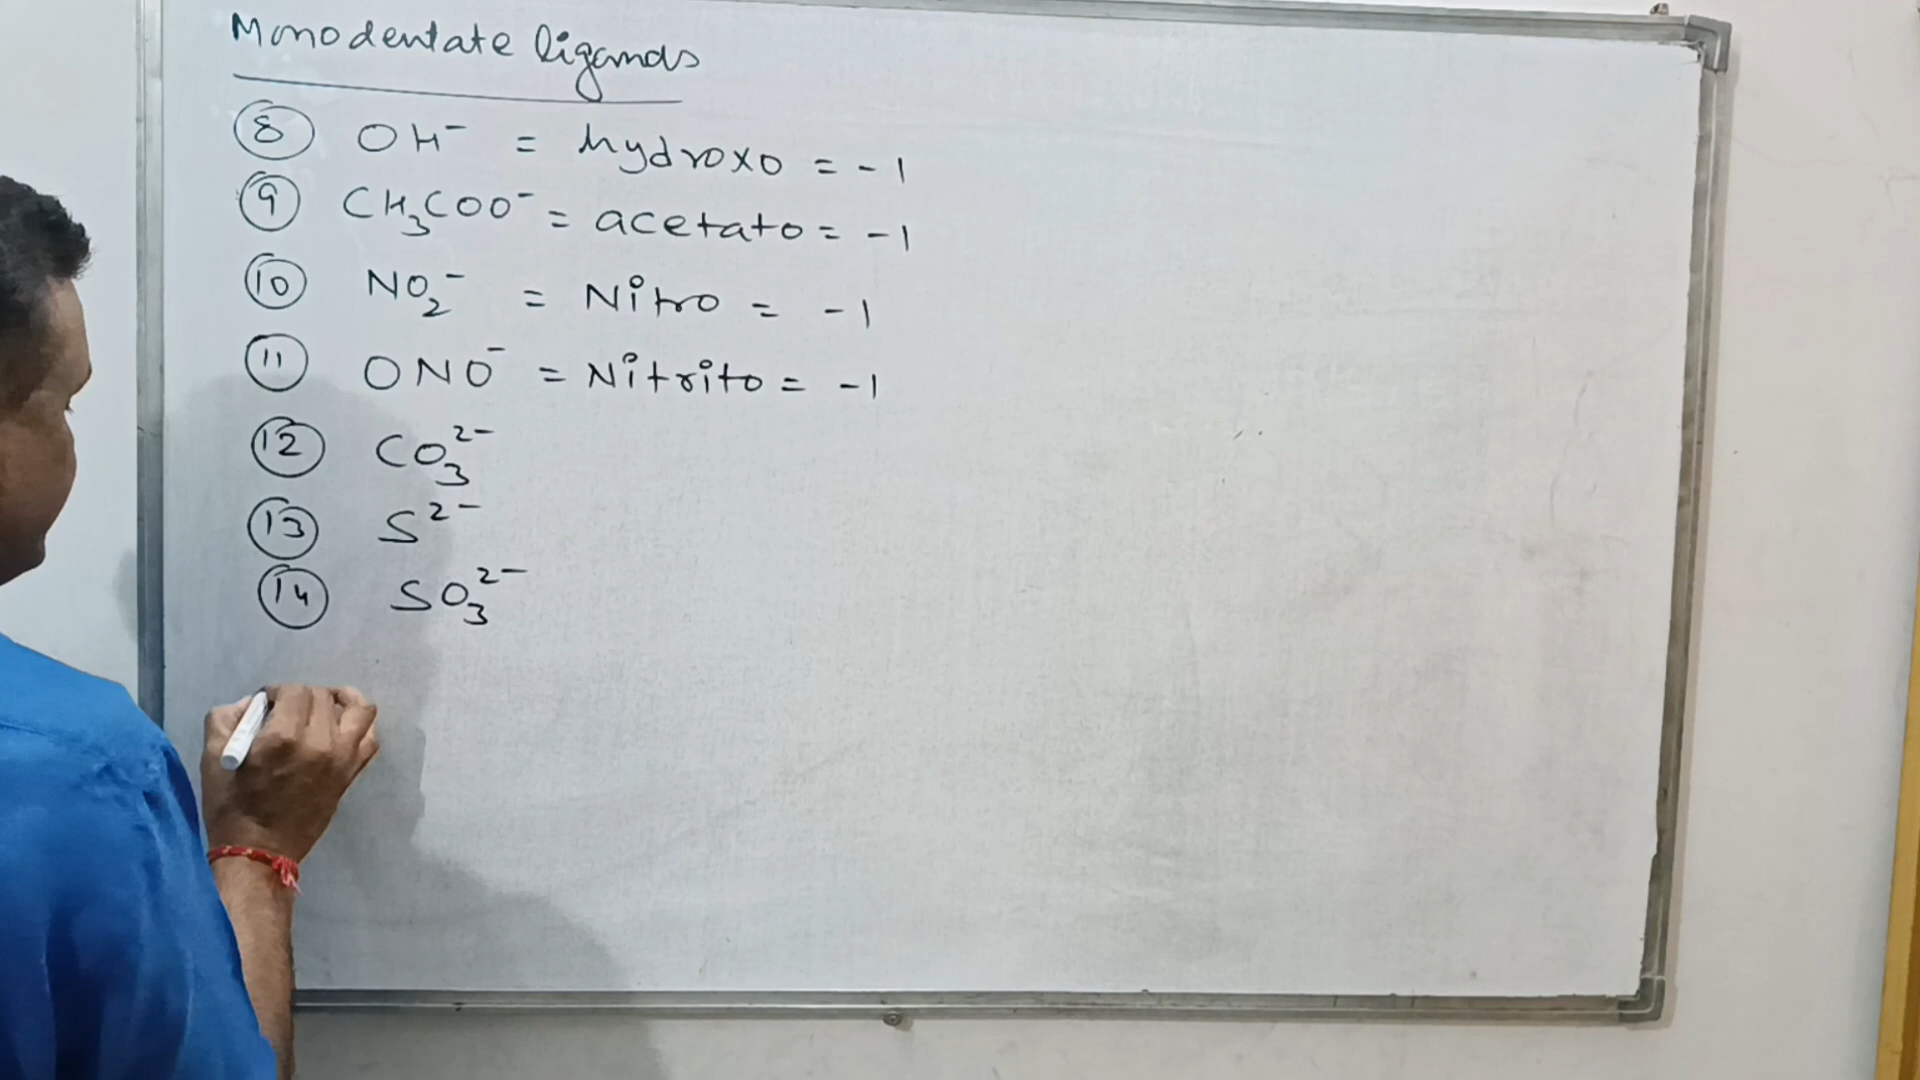 Monodentate ligands
8 OH⁻ = hydroxo = -1
9 CH₃COO⁻ = acetato = -1
10 NO₂⁻ = Nitro = -1
11 ONO⁻ = Nitrito = -1
12 CO₃²⁻
13 S²⁻
14 SO₃²⁻